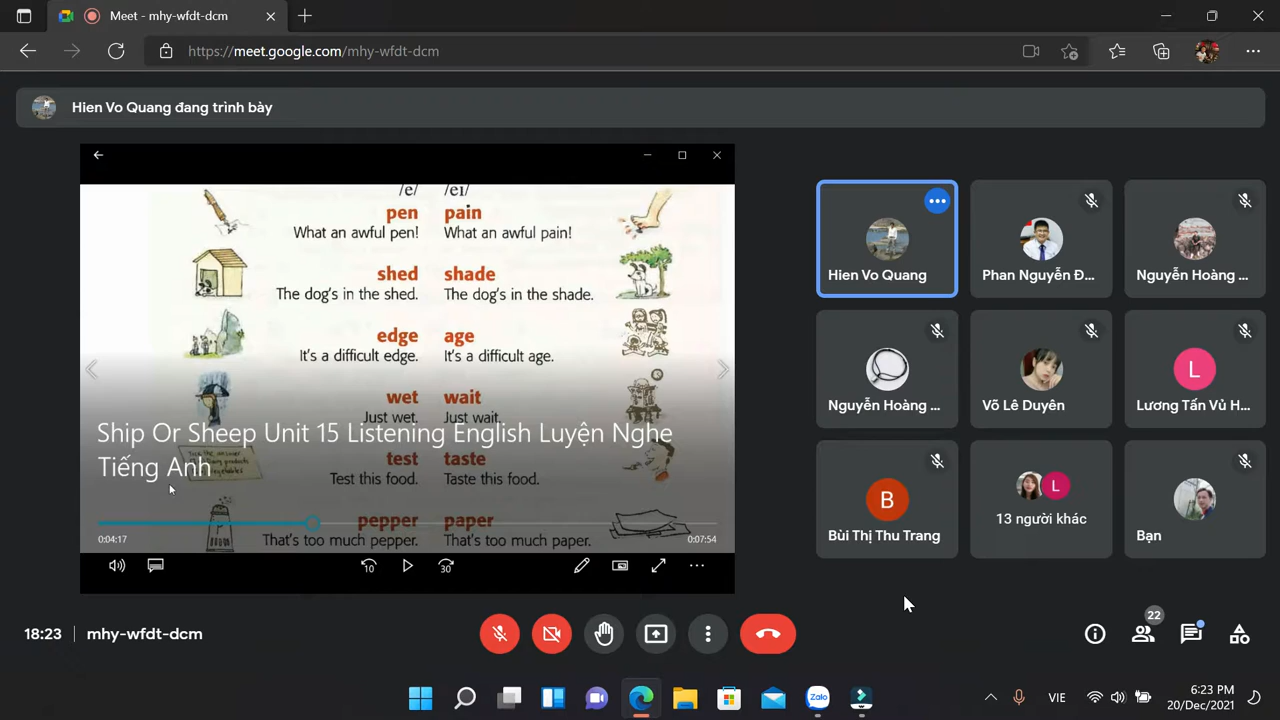 Meet - mhy-wfdt-dcm
https://meet.google.com/mhy-wfdt-dcm
Hien Vo Quang đang trình bày
/e/ /eɪ/
pen pain
What an awful pen! What an awful pain!
shed shade
The dog's in the shed. The dog's in the shade.
edge age
It's a difficult edge. It's a difficult age.
wet wait
Just wet. Just wait.
Ship Or Sheep Unit 15 Listening English Luyện Nghe
Tiếng Anh
test taste
Test this food. Taste this food.
pepper paper
That's too much pepper. That's too much paper.
0:04:17 0:07:54
10 30
Hien Vo Quang
Phan Nguyễn Đ...
Nguyễn Hoàng ...
Nguyễn Hoàng ...
Võ Lê Duyên
L
Lương Tấn Vủ H...
B
Bùi Thị Thu Trang
L
13 người khác
Bạn
18:23 mhy-wfdt-dcm
22
Zalo
VIE
6:23 PM
20/Dec/2021